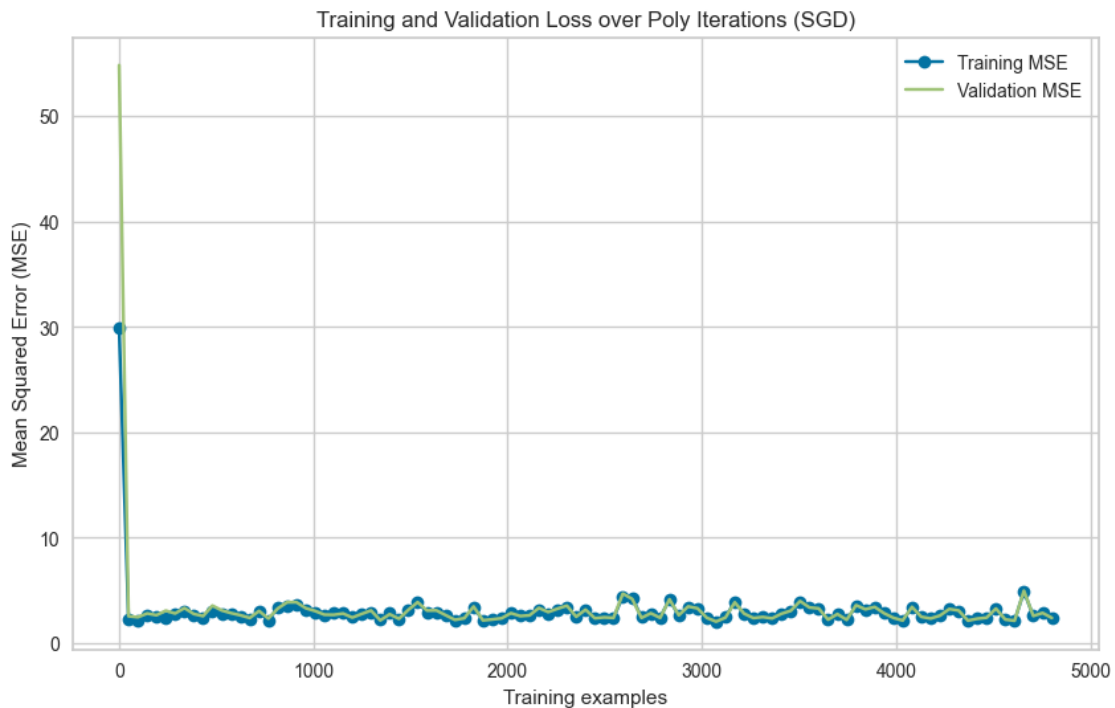 Training and Validation Loss over Poly Iterations (SGD)
Training MSE
Validation MSE
Mean Squared Error (MSE)
50
40
30
20
10
0
0 1000 2000 3000 4000 5000
Training examples